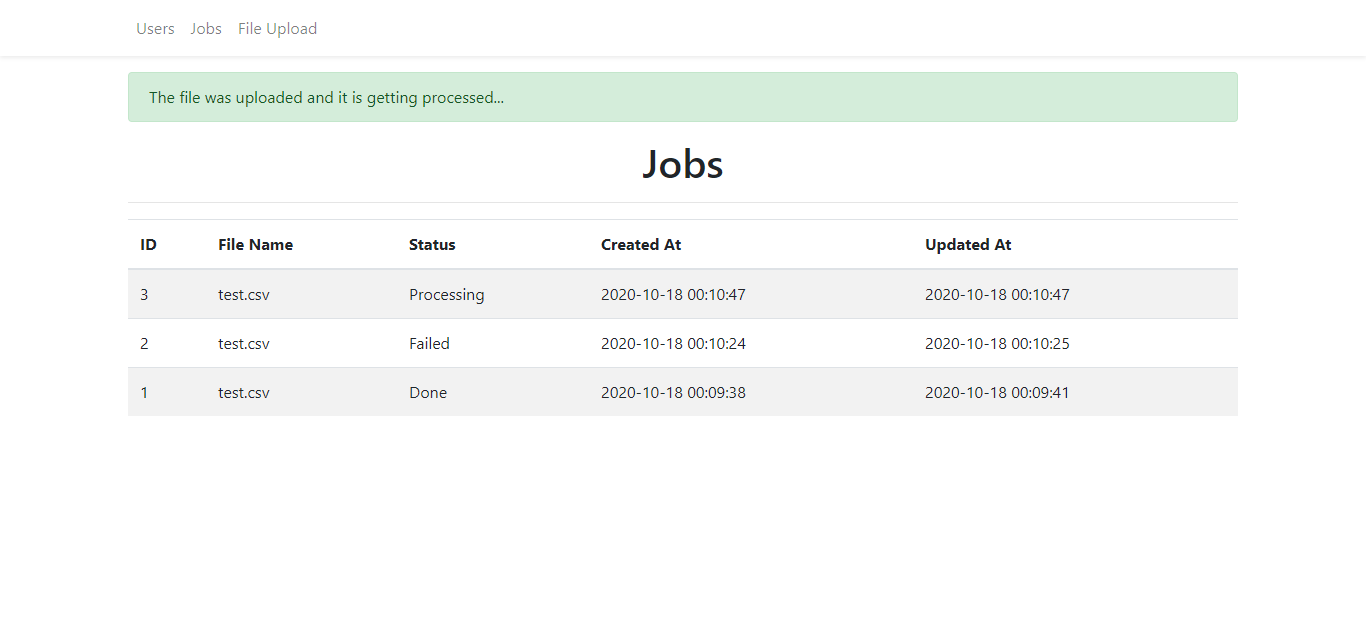 Users Jobs File Upload
The file was uploaded and it is getting processed...
Jobs
ID File Name Status Created At Updated At
3 test.csv Processing 2020-10-18 00:10:47 2020-10-18 00:10:47
2 test.csv Failed 2020-10-18 00:10:24 2020-10-18 00:10:25
1 test.csv Done 2020-10-18 00:09:38 2020-10-18 00:09:41